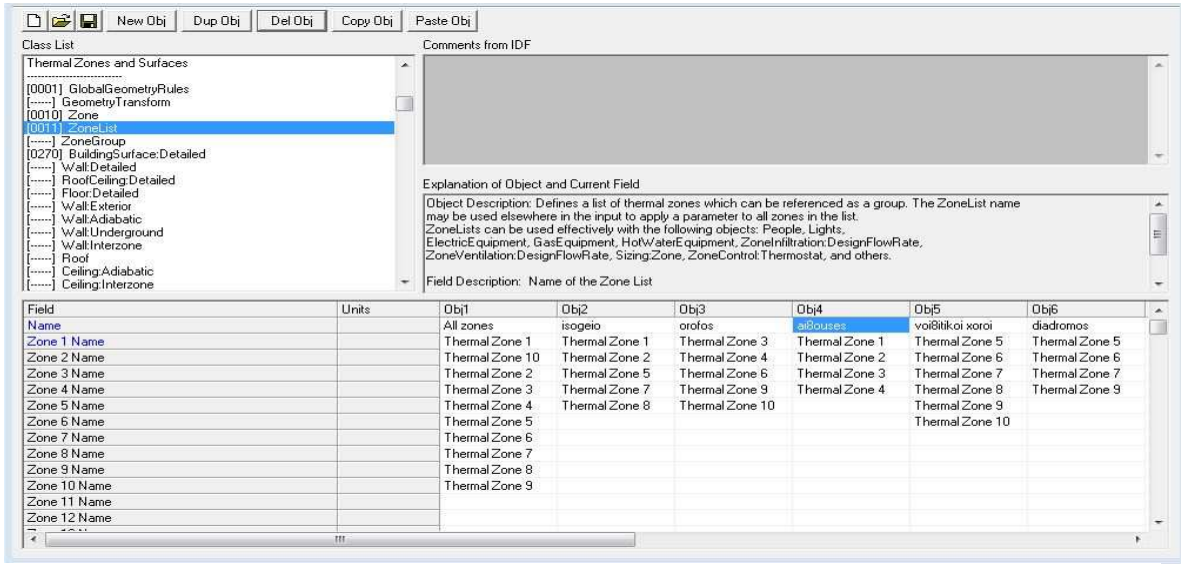 New Obj Dup Obj Del Obj Copy Obj Paste Obj
Class List
Thermal Zones and Surfaces
---------------------------
[0001] GlobalGeometryRules
[------] GeometryTransform
[0010] Zone
[0011] ZoneList
[------] ZoneGroup
[0270] BuildingSurface:Detailed
[------] Wall:Detailed
[------] RoofCeiling:Detailed
[------] Floor:Detailed
[------] Wall:Exterior
[------] Wall:Adiabatic
[------] Wall:Underground
[------] Wall:Interzone
[------] Roof
[------] Ceiling:Adiabatic
[------] Ceiling:Interzone
Comments from IDF
Explanation of Object and Current Field
Object Description: Defines a list of thermal zones which can be referenced as a group. The ZoneList name
may be used elsewhere in the input to apply a parameter to all zones in the list.
ZoneLists can be used effectively with the following objects: People, Lights,
ElectricEquipment, GasEquipment, HotWaterEquipment, ZoneInfiltration:DesignFlowRate,
ZoneVentilation:DesignFlowRate, Sizing:Zone, ZoneControl:Thermostat, and others.
Field Description: Name of the Zone List
Field Units Obj1 Obj2 Obj3 Obj4 Obj5 Obj6
Name All zones isogeio orofos ai8ouses voi8itikoi xoroi diadromos
Zone 1 Name Thermal Zone 1 Thermal Zone 1 Thermal Zone 3 Thermal Zone 1 Thermal Zone 5 Thermal Zone 5
Zone 2 Name Thermal Zone 10 Thermal Zone 2 Thermal Zone 4 Thermal Zone 2 Thermal Zone 6 Thermal Zone 6
Zone 3 Name Thermal Zone 2 Thermal Zone 5 Thermal Zone 6 Thermal Zone 3 Thermal Zone 7 Thermal Zone 7
Zone 4 Name Thermal Zone 3 Thermal Zone 7 Thermal Zone 9 Thermal Zone 4 Thermal Zone 8 Thermal Zone 9
Zone 5 Name Thermal Zone 4 Thermal Zone 8 Thermal Zone 10 Thermal Zone 9
Zone 6 Name Thermal Zone 5 Thermal Zone 10
Zone 7 Name Thermal Zone 6
Zone 8 Name Thermal Zone 7
Zone 9 Name Thermal Zone 8
Zone 10 Name Thermal Zone 9
Zone 11 Name
Zone 12 Name